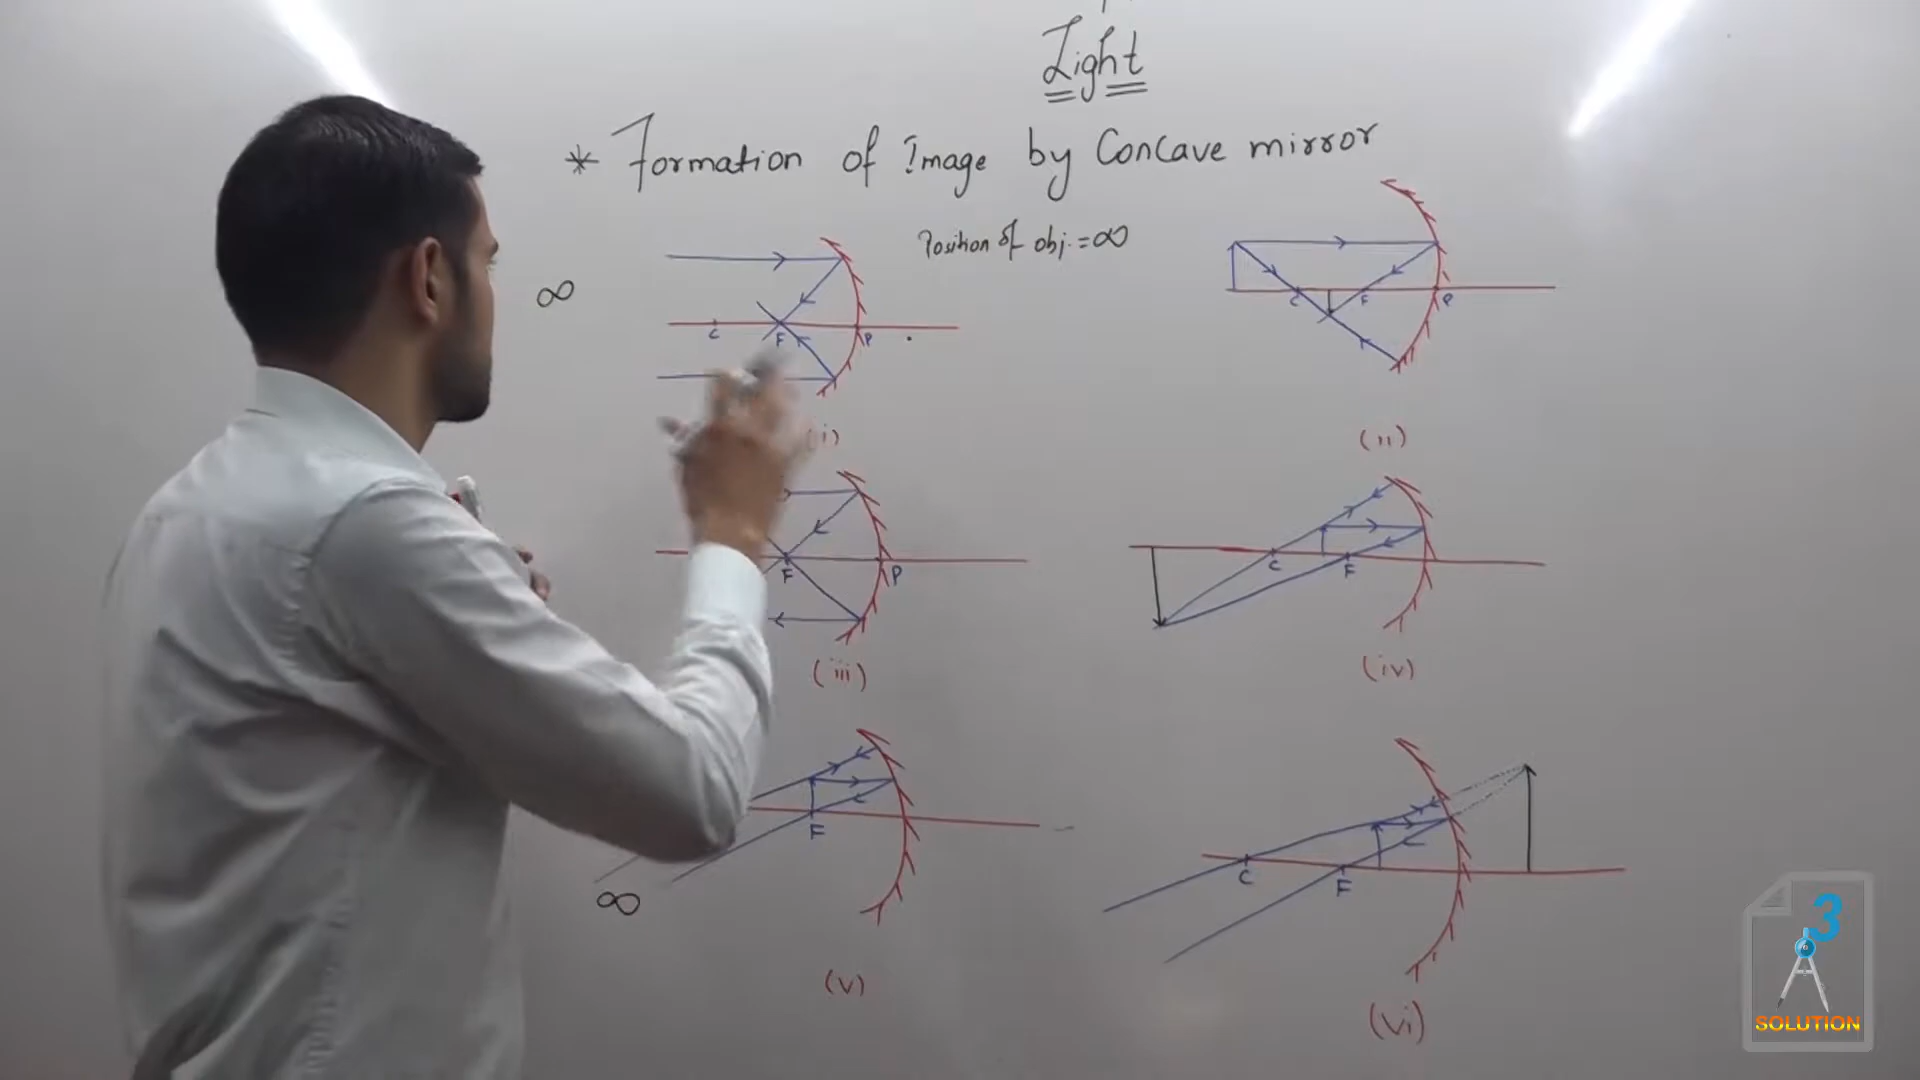 Light
* Formation of Image by Concave mirror
Position of obj. = ∞
∞
C F P
C F P
(i)
(ii)
F P
C F
(iii)
(iv)
F
C F
∞
(v)
(vi)
3
SOLUTION